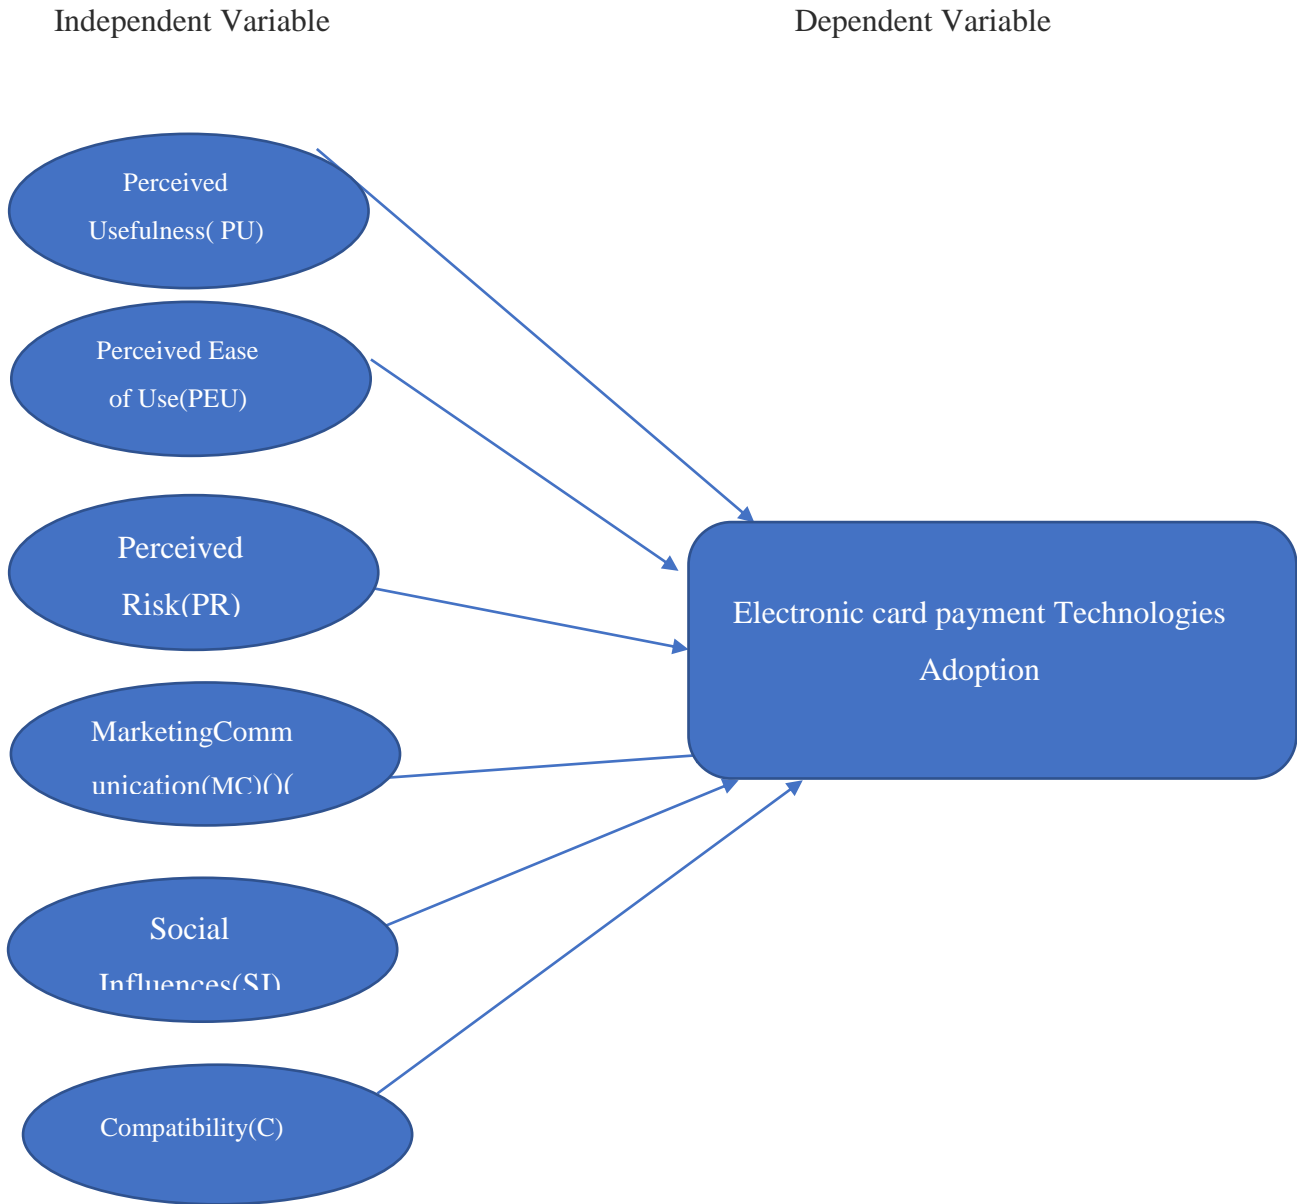 Independent Variable
Dependent Variable
Perceived
Usefulness( PU)
Perceived Ease
of Use(PEU)
Perceived
Risk(PR)
Electronic card payment Technologies
Adoption
MarketingComm
unication(MC)()(
Social
Influences(SI)
Compatibility(C)